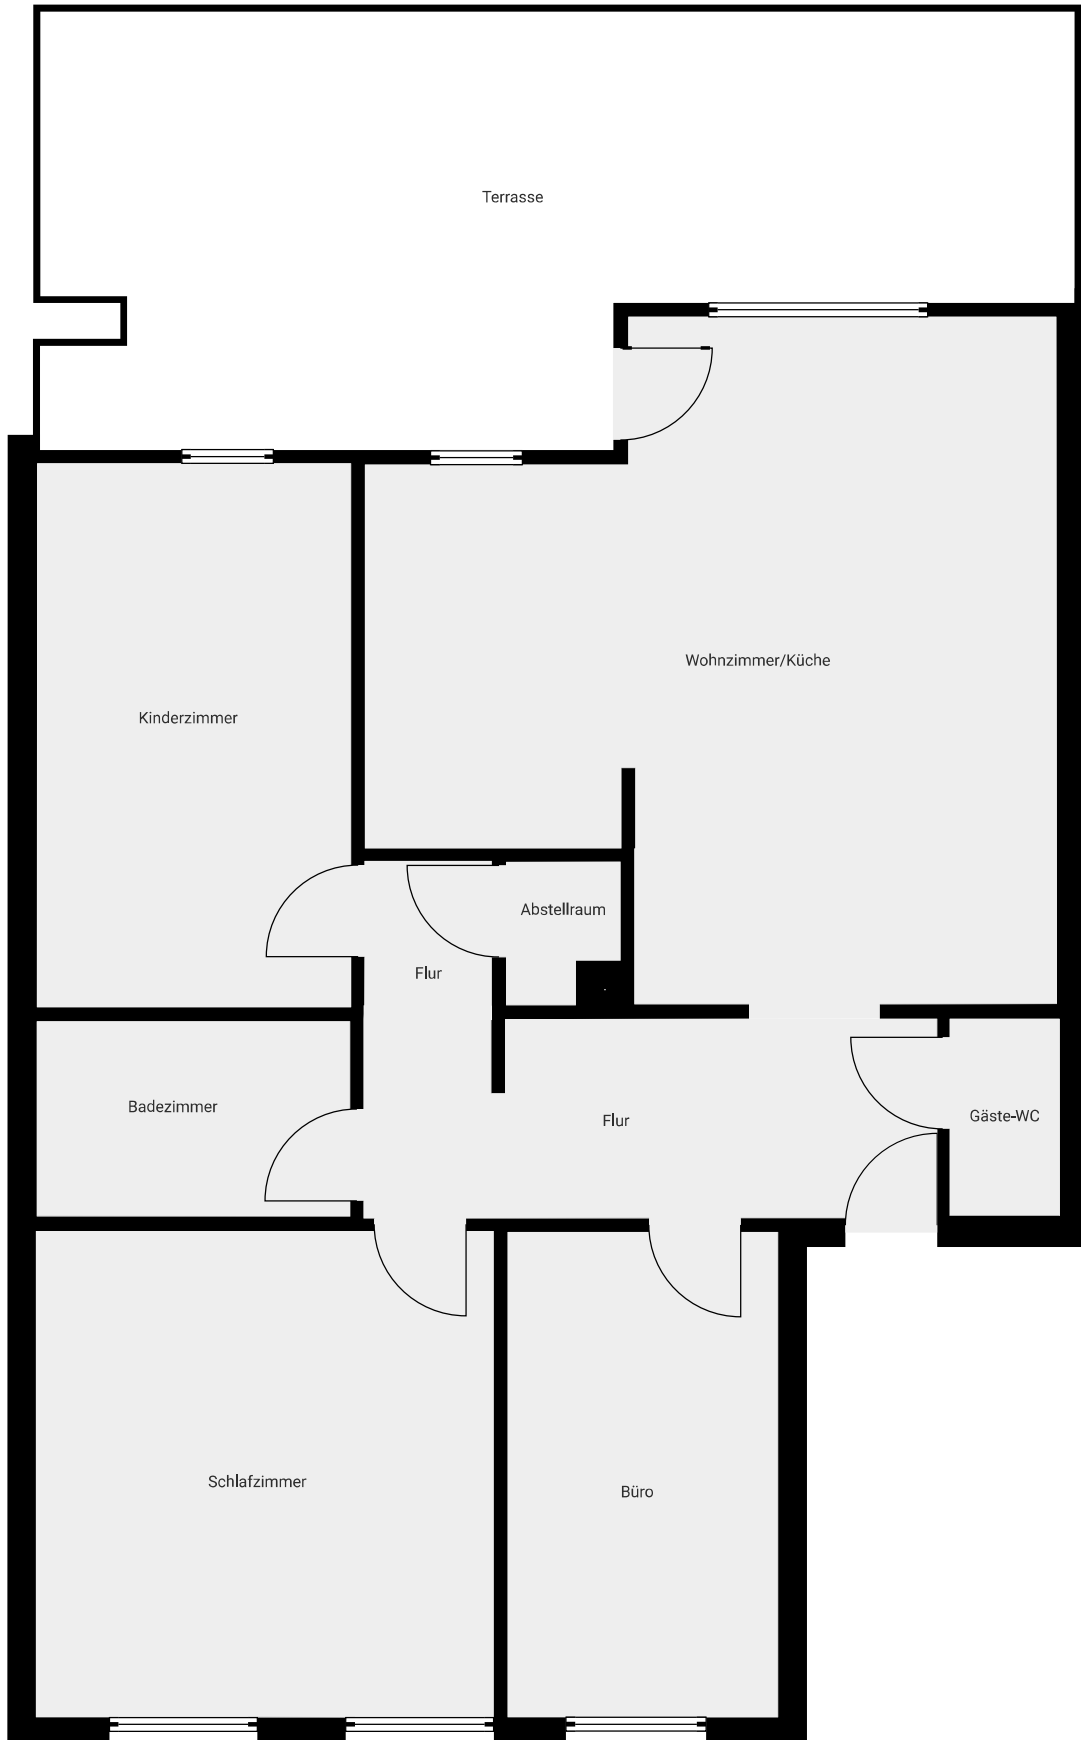 Terrasse
Wohnzimmer/Küche
Kinderzimmer
Abstellraum
Flur
Badezimmer
Flur
Gäste-WC
Schlafzimmer
Büro